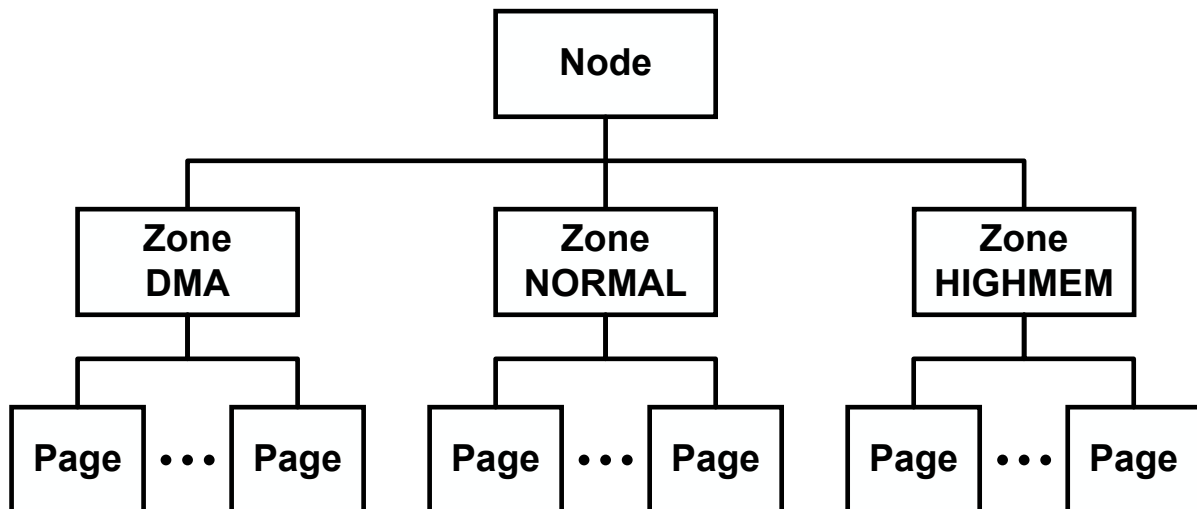 Node
Zone
DMA
Zone
NORMAL
Zone
HIGHMEM
Page ••• Page
Page ••• Page
Page ••• Page